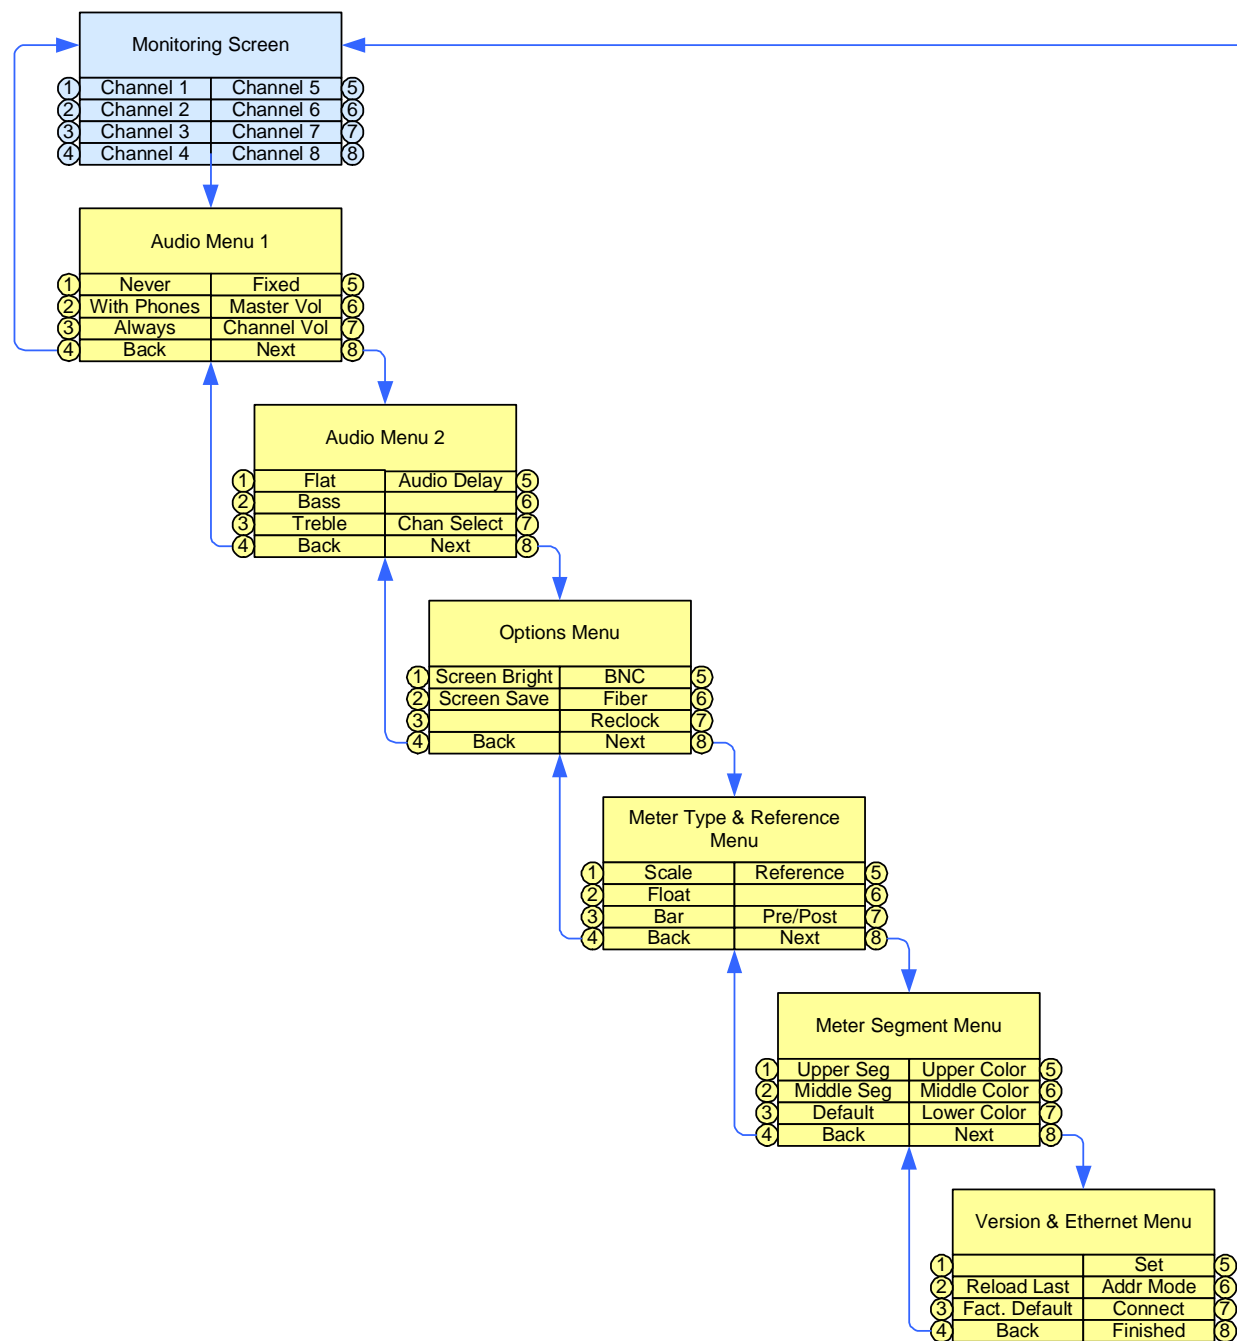 Monitoring Screen
1 Channel 1 Channel 5 5
2 Channel 2 Channel 6 6
3 Channel 3 Channel 7 7
4 Channel 4 Channel 8 8
Audio Menu 1
1 Never Fixed 5
2 With Phones Master Vol 6
3 Always Channel Vol 7
4 Back Next 8
Audio Menu 2
1 Flat Audio Delay 5
2 Bass 6
3 Treble Chan Select 7
4 Back Next 8
Options Menu
1 Screen Bright BNC 5
2 Screen Save Fiber 6
3 Reclock 7
4 Back Next 8
Meter Type & Reference
Menu
1 Scale Reference 5
2 Float 6
3 Bar Pre/Post 7
4 Back Next 8
Meter Segment Menu
1 Upper Seg Upper Color 5
2 Middle Seg Middle Color 6
3 Default Lower Color 7
4 Back Next 8
Version & Ethernet Menu
1 Set 5
2 Reload Last Addr Mode 6
3 Fact. Default Connect 7
4 Back Finished 8